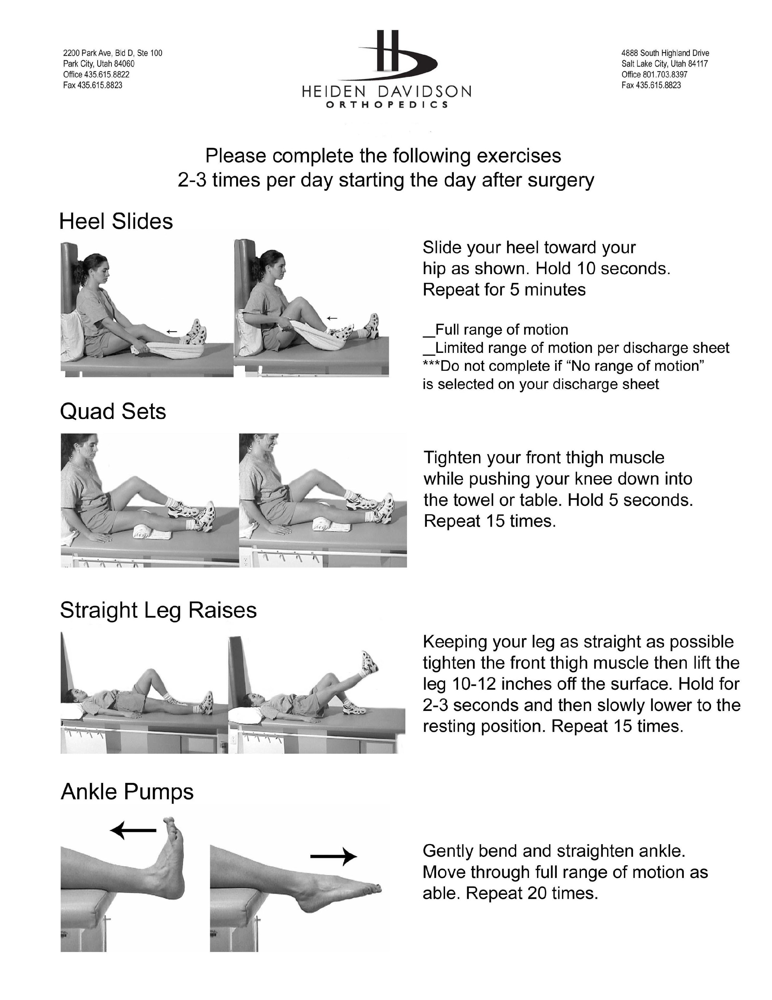 2200 Park Ave, Bld D, Ste 100
Park City, Utah 84060
Office 435.615.8822
Fax 435.615.8823
HEIDEN DAVIDSON
ORTHOPEDICS
4888 South Highland Drive
Salt Lake City, Utah 84117
Office 801.703.8397
Fax 435.615.8823
Please complete the following exercises
2-3 times per day starting the day after surgery
Heel Slides
Slide your heel toward your
hip as shown. Hold 10 seconds.
Repeat for 5 minutes
__Full range of motion
__Limited range of motion per discharge sheet
***Do not complete if “No range of motion”
is selected on your discharge sheet
Quad Sets
Tighten your front thigh muscle
while pushing your knee down into
the towel or table. Hold 5 seconds.
Repeat 15 times.
Straight Leg Raises
Keeping your leg as straight as possible
tighten the front thigh muscle then lift the
leg 10-12 inches off the surface. Hold for
2-3 seconds and then slowly lower to the
resting position. Repeat 15 times.
Ankle Pumps
Gently bend and straighten ankle.
Move through full range of motion as
able. Repeat 20 times.